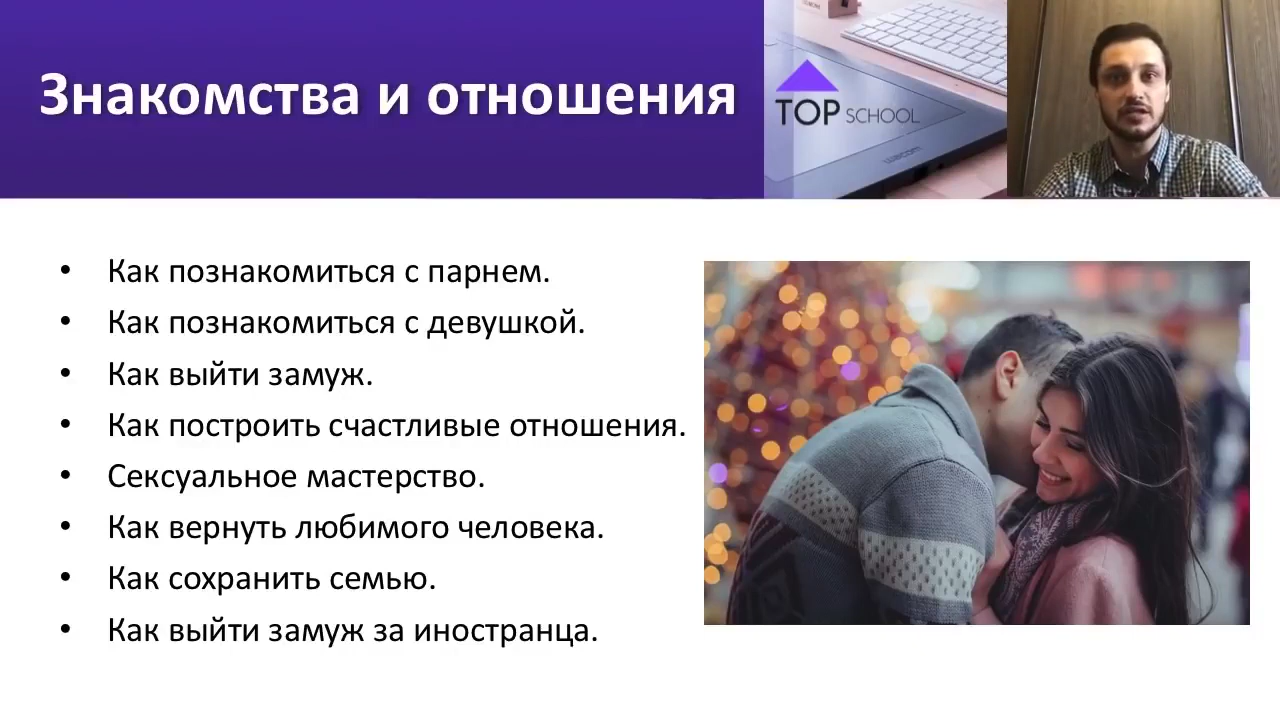 Знакомства и отношения
TOP SCHOOL
wacom
• Как познакомиться с парнем.
• Как познакомиться с девушкой.
• Как выйти замуж.
• Как построить счастливые отношения.
• Сексуальное мастерство.
• Как вернуть любимого человека.
• Как сохранить семью.
• Как выйти замуж за иностранца.